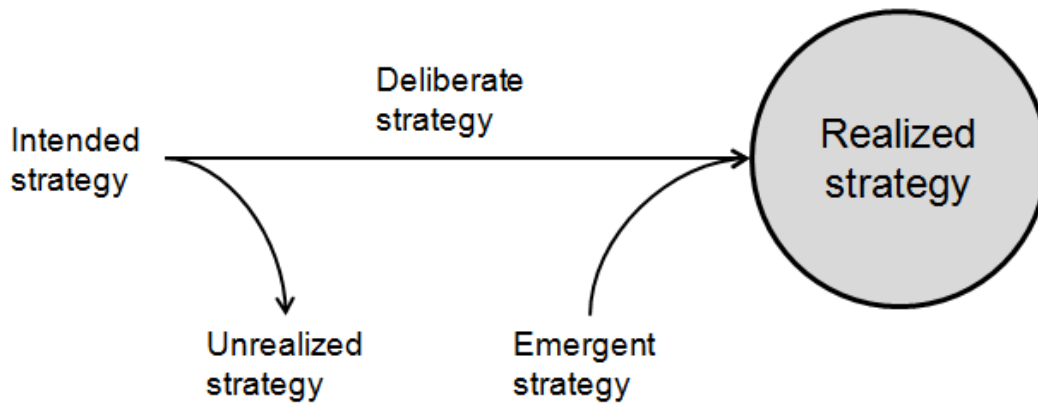 Deliberate
strategy
Intended
strategy
Realized
strategy
Unrealized
strategy
Emergent
strategy